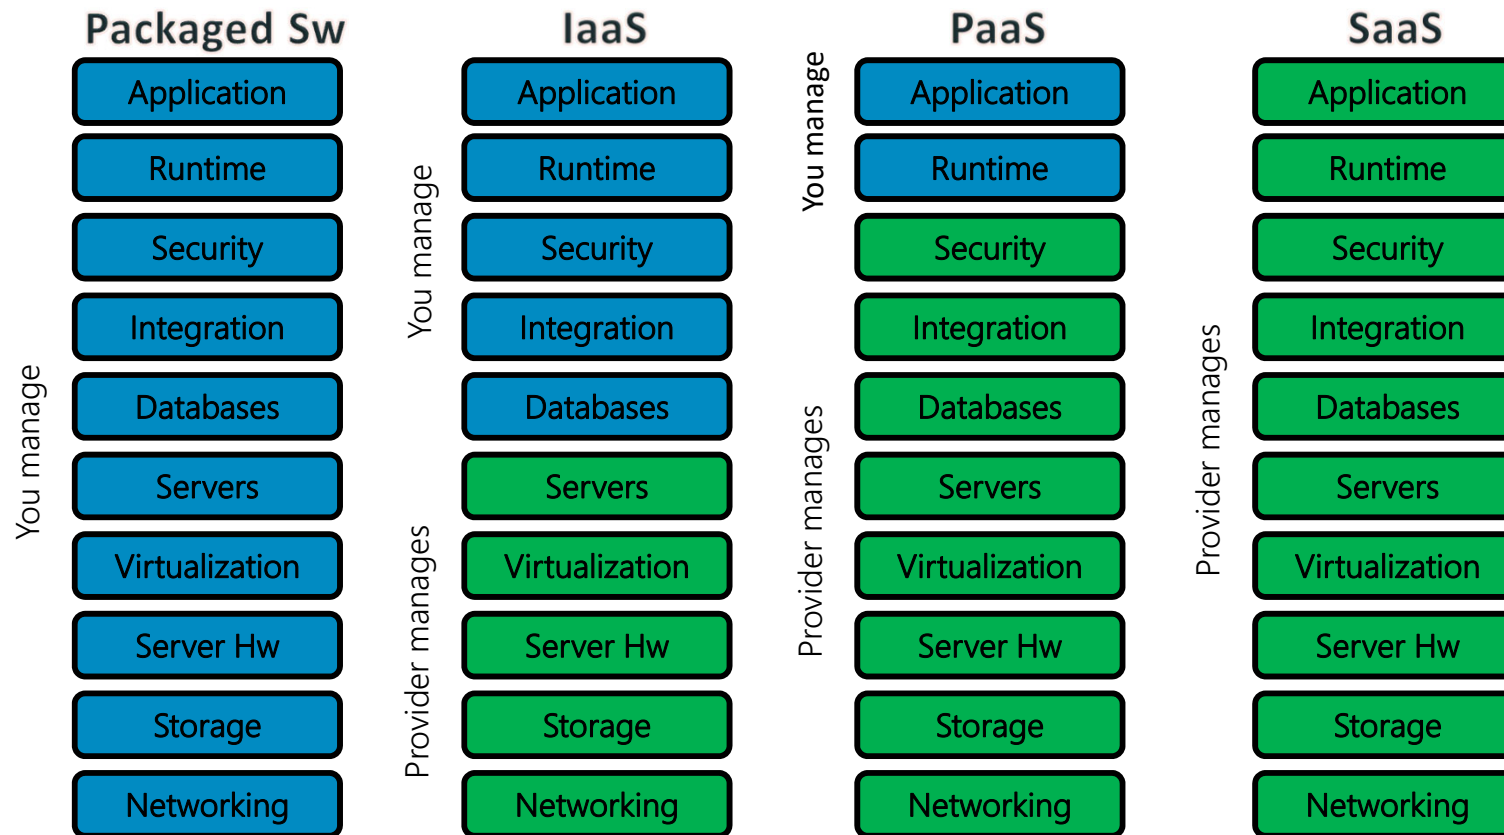 Packaged Sw
You manage
Application
Runtime
Security
Integration
Databases
Servers
Virtualization
Server Hw
Storage
Networking
IaaS
You manage
Provider manages
Application
Runtime
Security
Integration
Databases
Servers
Virtualization
Server Hw
Storage
Networking
PaaS
You manage
Provider manages
Application
Runtime
Security
Integration
Databases
Servers
Virtualization
Server Hw
Storage
Networking
SaaS
Provider manages
Application
Runtime
Security
Integration
Databases
Servers
Virtualization
Server Hw
Storage
Networking